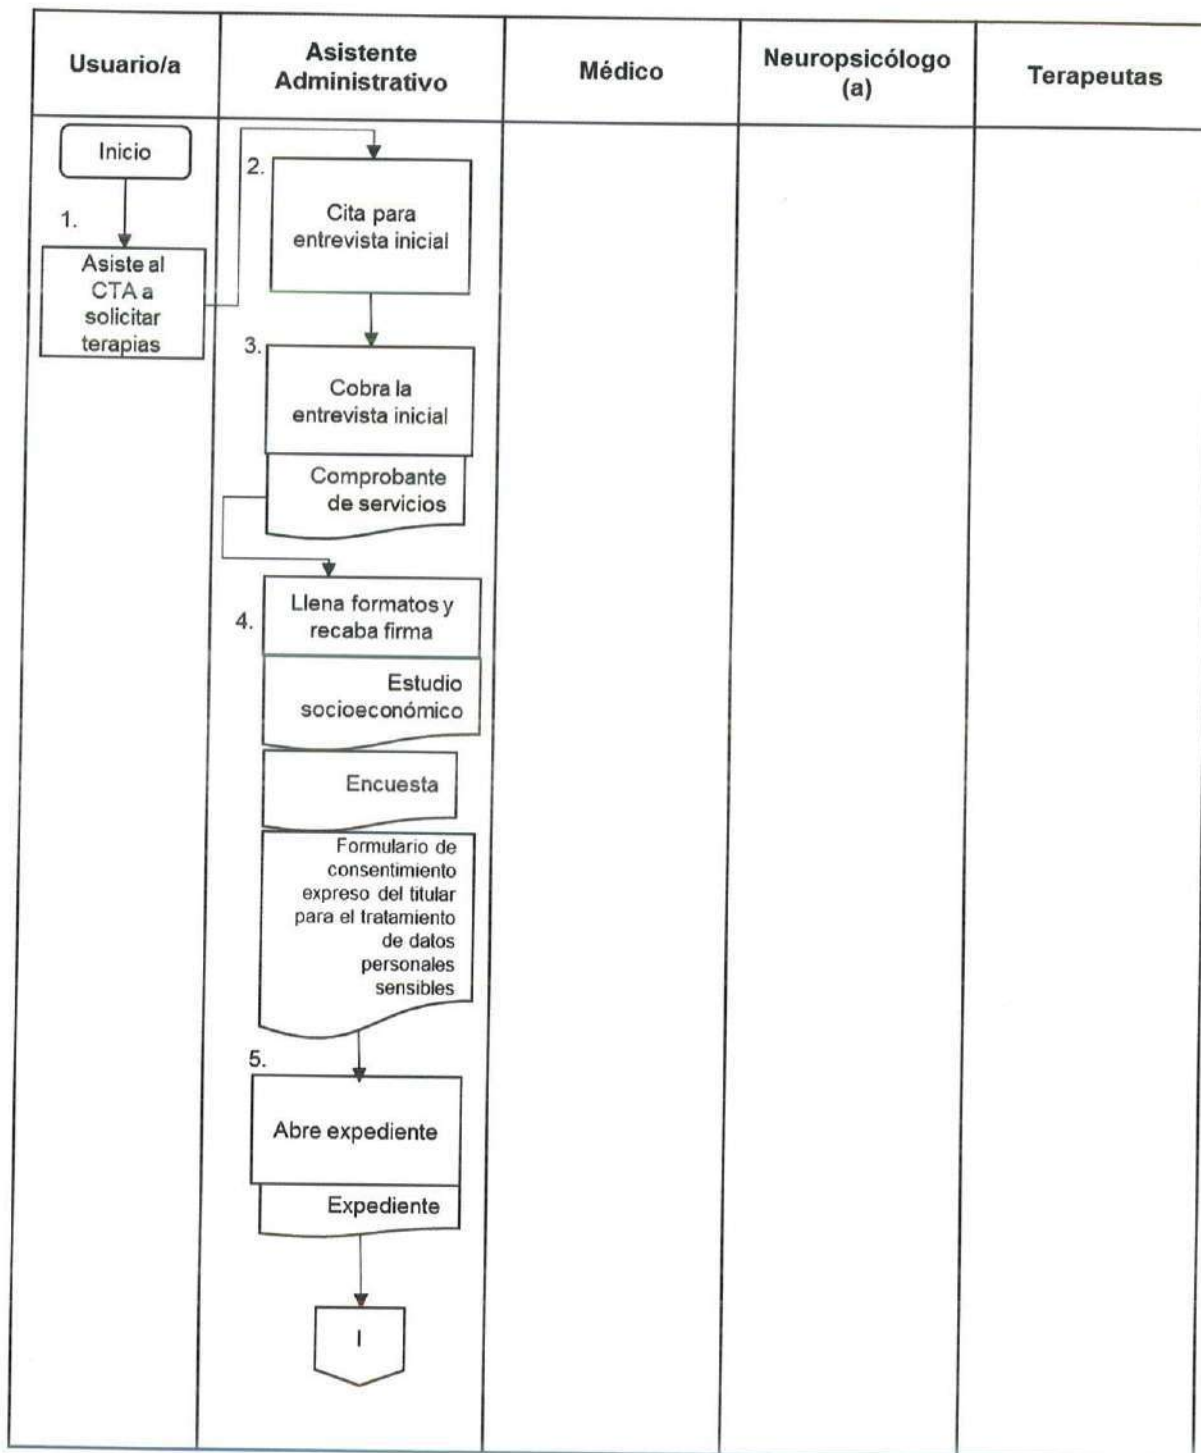 Usuario/a
Asistente
Administrativo
Médico
Neuropsicólogo
(a)
Terapeutas
Inicio
1.
Asiste al
CTA a
solicitar
terapias
2.
Cita para
entrevista inicial
3.
Cobra la
entrevista inicial
Comprobante
de servicios
4.
Llena formatos y
recaba firma
Estudio
socioeconómico
Encuesta
Formulario de
consentimiento
expreso del titular
para el tratamiento
de datos
personales
sensibles
5.
Abre expediente
Expediente
I